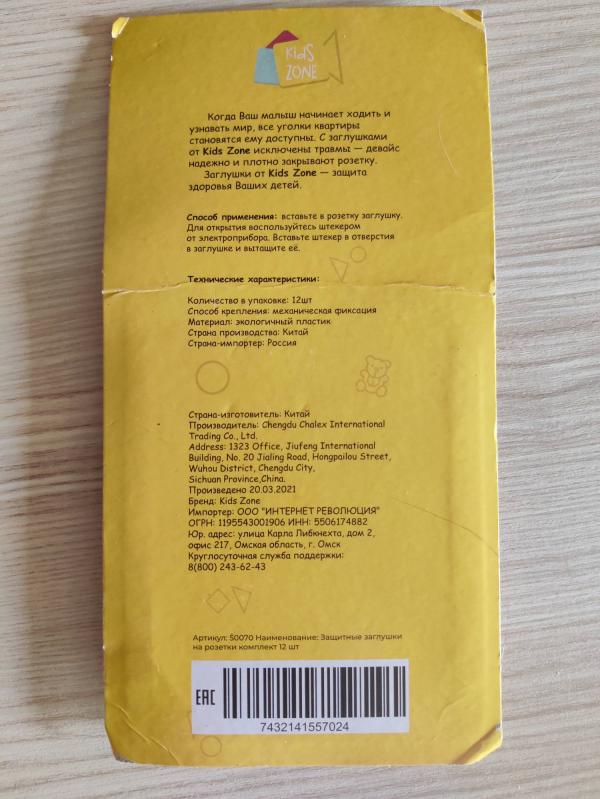 KidS
ZONE
Когда Ваш малыш начинает ходить и
узнавать мир, все уголки квартиры
становятся ему доступны. С заглушками
от Kids Zone исключены травмы — девайс
надежно и плотно закрывают розетку.
Заглушки от Kids Zone — защита
здоровья Ваших детей.
Способ применения: вставьте в розетку заглушку.
Для открытия воспользуйтесь штекером
от электроприбора. Вставьте штекер в отверстия
в заглушке и вытащите её.
Технические характеристики:
Количество в упаковке: 12шт
Способ крепления: механическая фиксация
Материал: экологичный пластик
Страна производства: Китай
Страна-импортер: Россия
Страна-изготовитель: Китай
Производитель: Chengdu Chalex International
Trading Co., Ltd.
Address: 1323 Office, Jiufeng International
Building, No. 20 Jialing Road, Hongpailou Street,
Wuhou District, Chengdu City,
Sichuan Province,China.
Произведено 20.03.2021
Бренд: Kids Zone
Импортер: ООО "ИНТЕРНЕТ РЕВОЛЮЦИЯ"
ОГРН: 1195543001906 ИНН: 5506174882
Юр. адрес: улица Карла Либкнехта, дом 2,
офис 217, Омская область, г. Омск
Круглосуточная служба поддержки:
8(800) 243-62-43
Артикул: 50070 Наименование: Защитные заглушки
на розетки комплект 12 шт
EAC
7432141557024